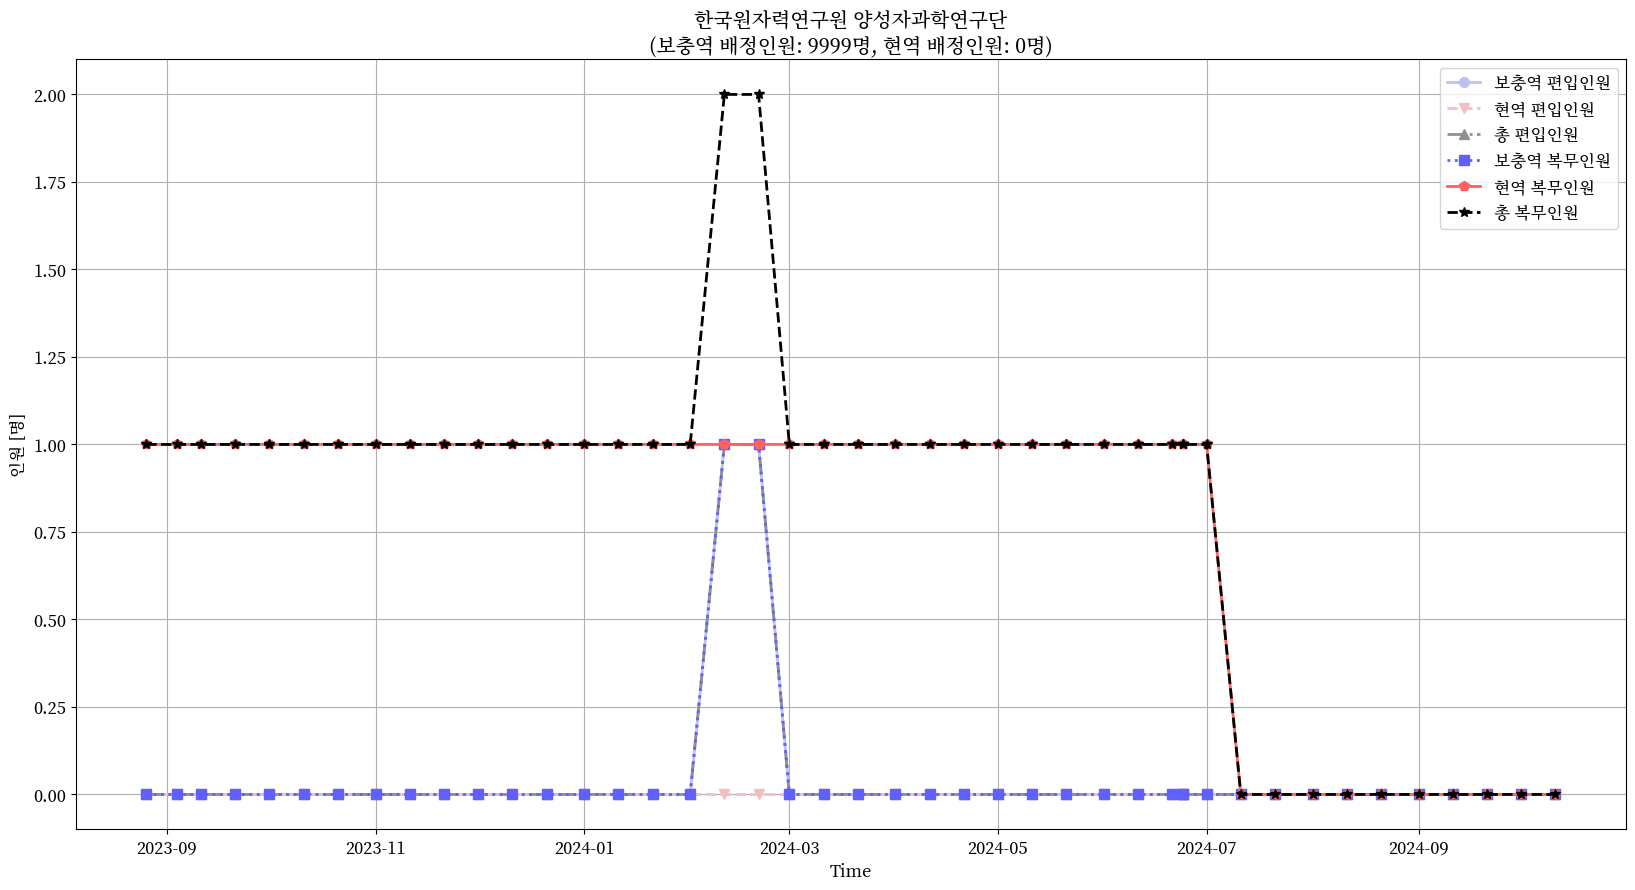 한국원자력연구원 양성자과학연구단
(보충역 배정인원: 9999명, 현역 배정인원: 0명)
보충역 편입인원
현역 편입인원
총 편입인원
보충역 복무인원
현역 복무인원
총 복무인원
인원 [명]
2.00
1.75
1.50
1.25
1.00
0.75
0.50
0.25
0.00
2023-09 2023-11 2024-01 2024-03 2024-05 2024-07 2024-09
Time